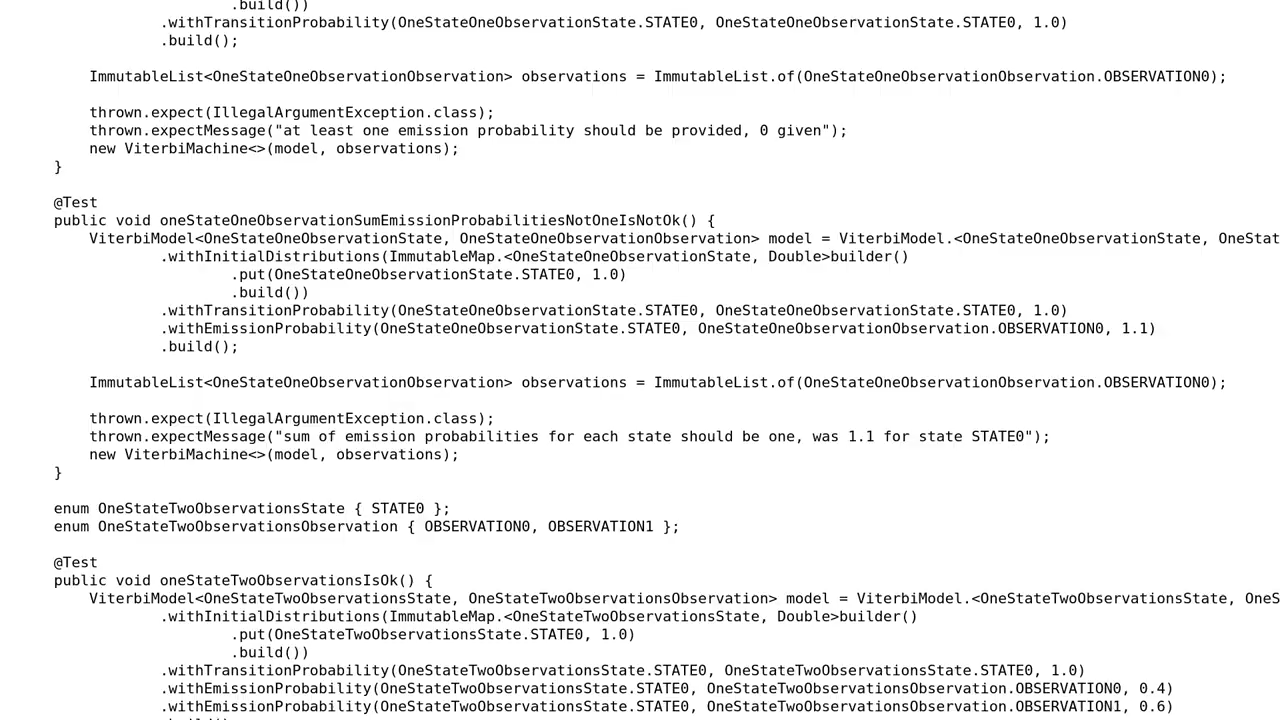 .build())
.withTransitionProbability(OneStateOneObservationState.STATE0, OneStateOneObservationState.STATE0, 1.0)
.build();
ImmutableList<OneStateOneObservationObservation> observations = ImmutableList.of(OneStateOneObservationObservation.OBSERVATION0);
thrown.expect(IllegalArgumentException.class);
thrown.expectMessage("at least one emission probability should be provided, 0 given");
new ViterbiMachine<>(model, observations);
}
@Test
public void oneStateOneObservationSumEmissionProbabilitiesNotOneIsNotOk() {
ViterbiModel<OneStateOneObservationState, OneStateOneObservationObservation> model = ViterbiModel.<OneStateOneObservationState, OneStat
.withInitialDistributions(ImmutableMap.<OneStateOneObservationState, Double>builder()
.put(OneStateOneObservationState.STATE0, 1.0)
.build())
.withTransitionProbability(OneStateOneObservationState.STATE0, OneStateOneObservationState.STATE0, 1.0)
.withEmissionProbability(OneStateOneObservationState.STATE0, OneStateOneObservationObservation.OBSERVATION0, 1.1)
.build();
ImmutableList<OneStateOneObservationObservation> observations = ImmutableList.of(OneStateOneObservationObservation.OBSERVATION0);
thrown.expect(IllegalArgumentException.class);
thrown.expectMessage("sum of emission probabilities for each state should be one, was 1.1 for state STATE0");
new ViterbiMachine<>(model, observations);
}
enum OneStateTwoObservationsState { STATE0 };
enum OneStateTwoObservationsObservation { OBSERVATION0, OBSERVATION1 };
@Test
public void oneStateTwoObservationsIsOk() {
ViterbiModel<OneStateTwoObservationsState, OneStateTwoObservationsObservation> model = ViterbiModel.<OneStateTwoObservationsState, OneS
.withInitialDistributions(ImmutableMap.<OneStateTwoObservationsState, Double>builder()
.put(OneStateTwoObservationsState.STATE0, 1.0)
.build())
.withTransitionProbability(OneStateTwoObservationsState.STATE0, OneStateTwoObservationsState.STATE0, 1.0)
.withEmissionProbability(OneStateTwoObservationsState.STATE0, OneStateTwoObservationsObservation.OBSERVATION0, 0.4)
.withEmissionProbability(OneStateTwoObservationsState.STATE0, OneStateTwoObservationsObservation.OBSERVATION1, 0.6)